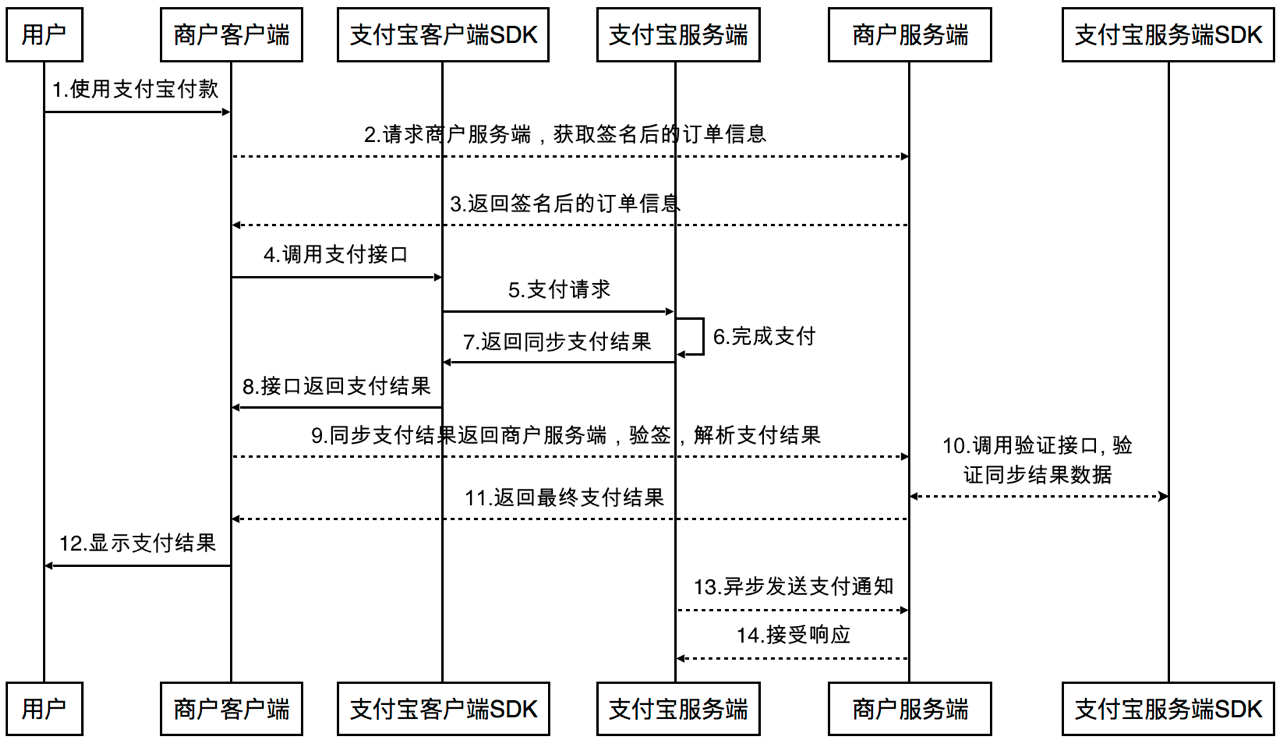 用户
商户客户端
支付宝客户端SDK
支付宝服务端
商户服务端
支付宝服务端SDK
1.使用支付宝付款
2.请求商户服务端，获取签名后的订单信息
3.返回签名后的订单信息
4.调用支付接口
5.支付请求
6.完成支付
7.返回同步支付结果
8.接口返回支付结果
9.同步支付结果返回商户服务端，验签，解析支付结果
10.调用验证接口, 验
证同步结果数据
11.返回最终支付结果
12.显示支付结果
13.异步发送支付通知
14.接受响应
用户
商户客户端
支付宝客户端SDK
支付宝服务端
商户服务端
支付宝服务端SDK